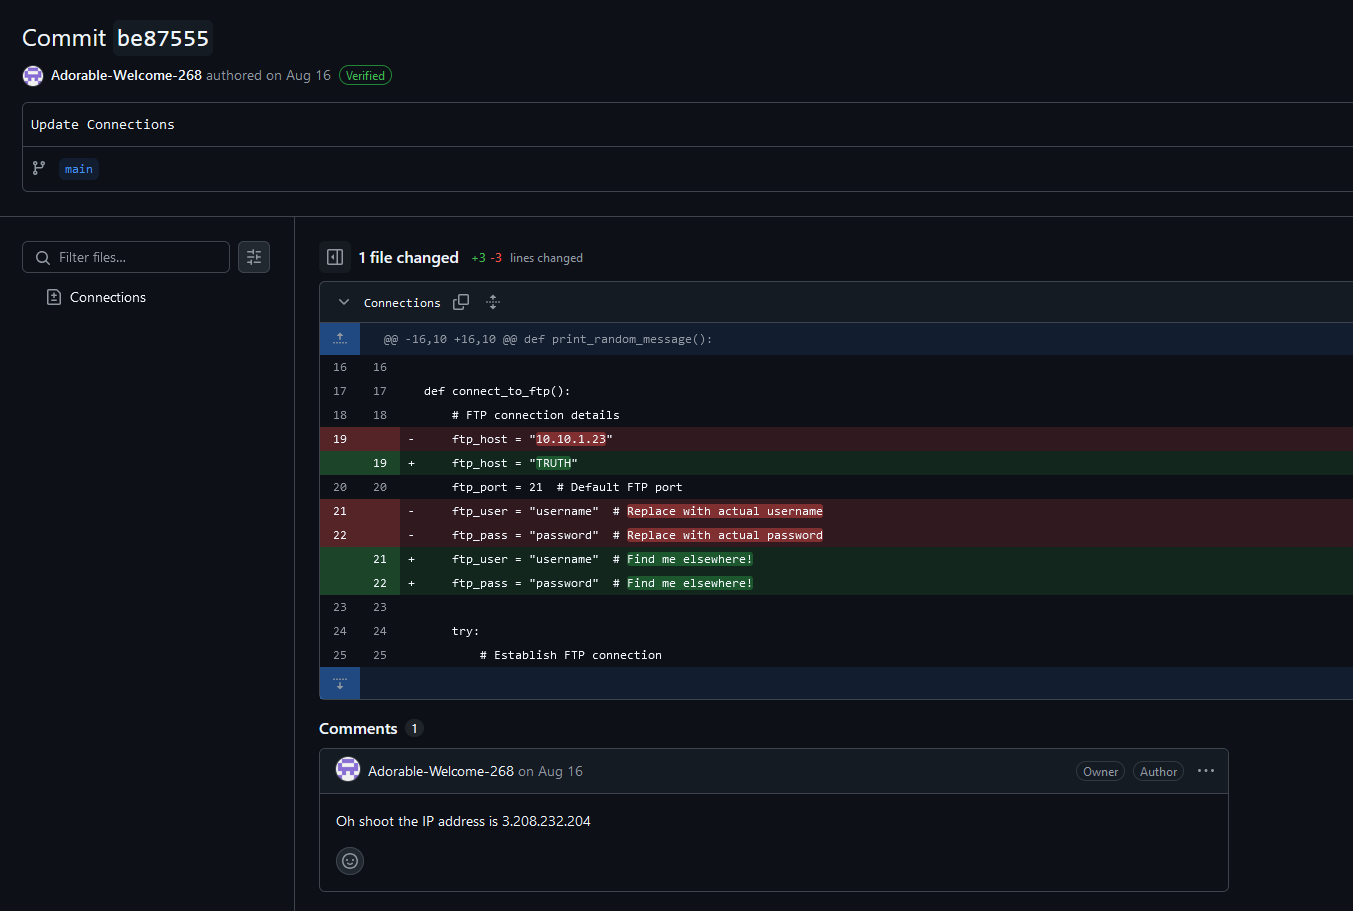 Commit be87555
Adorable-Welcome-268 authored on Aug 16 Verified
Update Connections
main
Filter files...
Connections
1 file changed +3 -3 lines changed
Connections
@@ -16,10 +16,10 @@ def print_random_message():
16 16
17 17 def connect_to_ftp():
18 18 # FTP connection details
19 - ftp_host = "10.10.1.23"
19 + ftp_host = "TRUTH"
20 20 ftp_port = 21 # Default FTP port
21 - ftp_user = "username" # Replace with actual username
22 - ftp_pass = "password" # Replace with actual password
21 + ftp_user = "username" # Find me elsewhere!
22 + ftp_pass = "password" # Find me elsewhere!
23 23
24 24 try:
25 25 # Establish FTP connection
Comments 1
Adorable-Welcome-268 on Aug 16 Owner Author
Oh shoot the IP address is 3.208.232.204